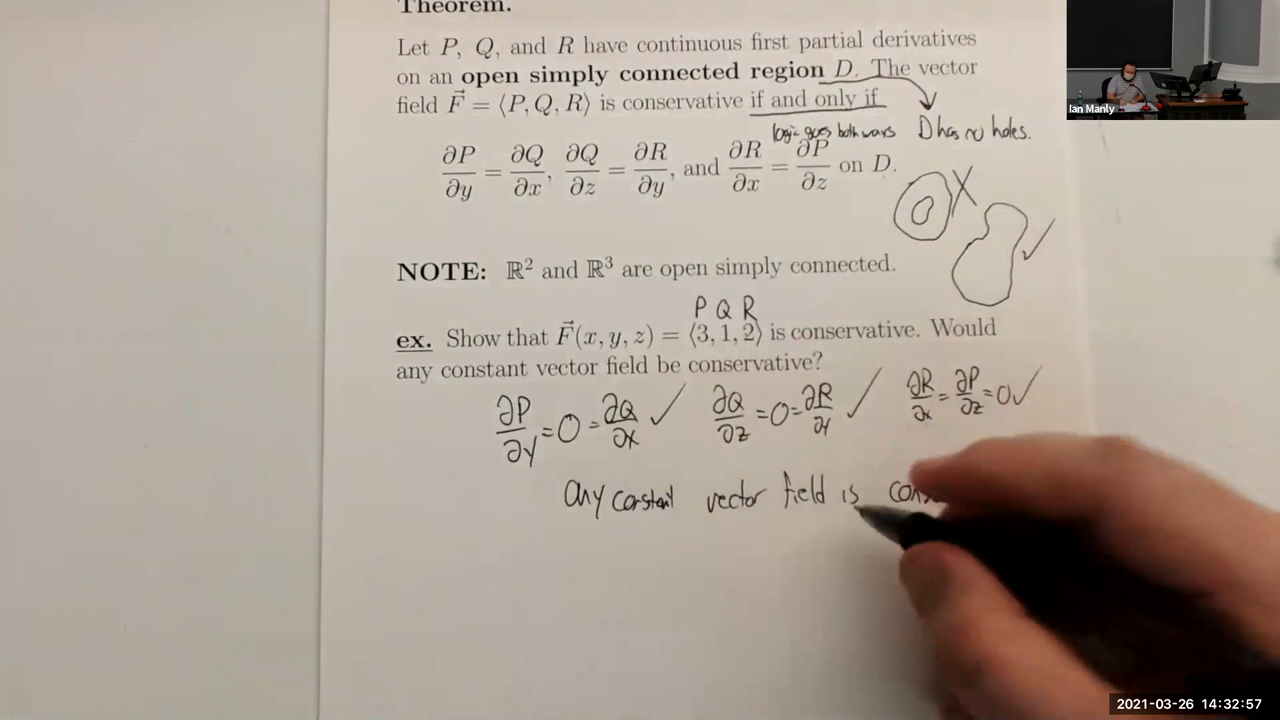 Theorem.
Let P, Q, and R have continuous first partial derivatives
on an open simply connected region D. The vector
field F⃗ = ⟨P, Q, R⟩ is conservative if and only if
logic goes both ways D has no holes.
∂P/∂y = ∂Q/∂x, ∂Q/∂z = ∂R/∂y, and ∂R/∂x = ∂P/∂z on D.
NOTE: ℝ² and ℝ³ are open simply connected.
P Q R
ex. Show that F⃗(x, y, z) = ⟨3, 1, 2⟩ is conservative. Would
any constant vector field be conservative?
∂P/∂y = 0 = ∂Q/∂x ✓ ∂Q/∂z = 0 = ∂R/∂y ✓ ∂R/∂x = ∂P/∂z = 0 ✓
any constant vector field is cons
Ian Manly
2021-03-26 14:32:57